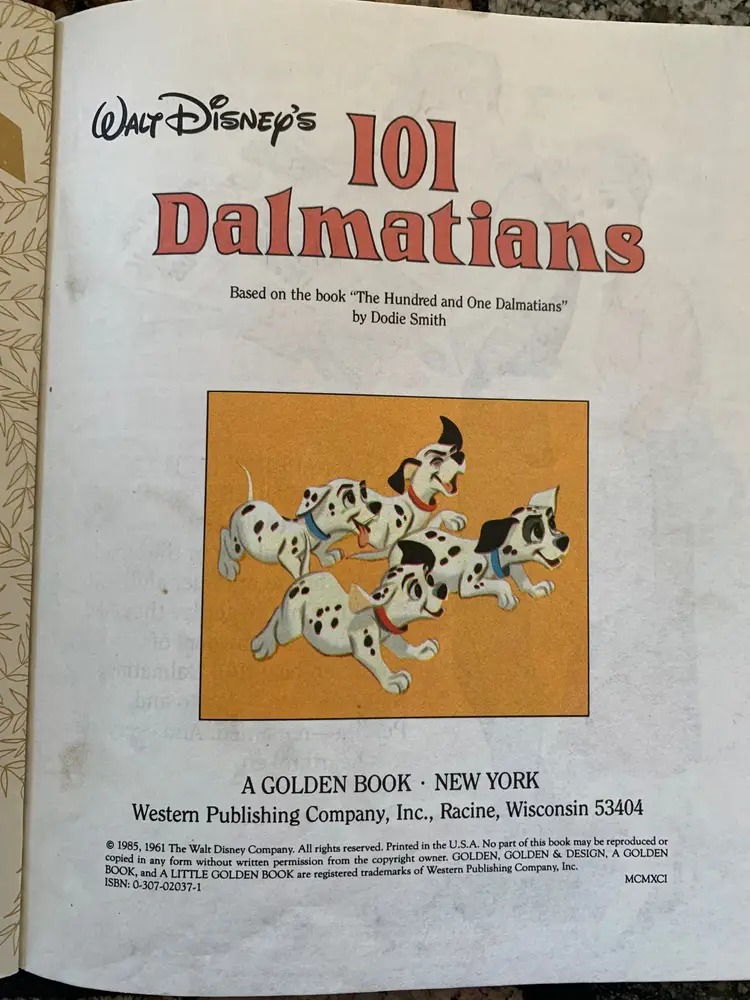 WALT DISNEY'S 101
Dalmatians
Based on the book “The Hundred and One Dalmatians”
by Dodie Smith
A GOLDEN BOOK · NEW YORK
Western Publishing Company, Inc., Racine, Wisconsin 53404
© 1985, 1961 The Walt Disney Company. All rights reserved. Printed in the U.S.A. No part of this book may be reproduced or
copied in any form without written permission from the copyright owner. GOLDEN, GOLDEN & DESIGN, A GOLDEN
BOOK, and A LITTLE GOLDEN BOOK are registered trademarks of Western Publishing Company, Inc.
ISBN: 0-307-02037-1
MCMXCI